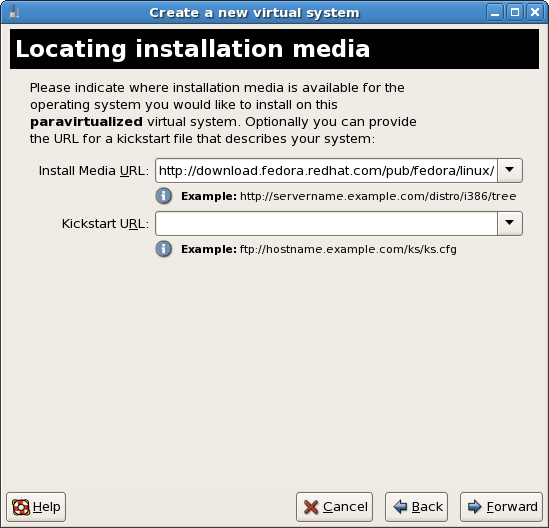 Create a new virtual system
Locating installation media
Please indicate where installation media is available for the
operating system you would like to install on this
paravirtualized virtual system. Optionally you can provide
the URL for a kickstart file that describes your system:
Install Media URL: http://download.fedora.redhat.com/pub/fedora/linux/
Example: http://servername.example.com/distro/i386/tree
Kickstart URL:
Example: ftp://hostname.example.com/ks/ks.cfg
Help Cancel Back Forward